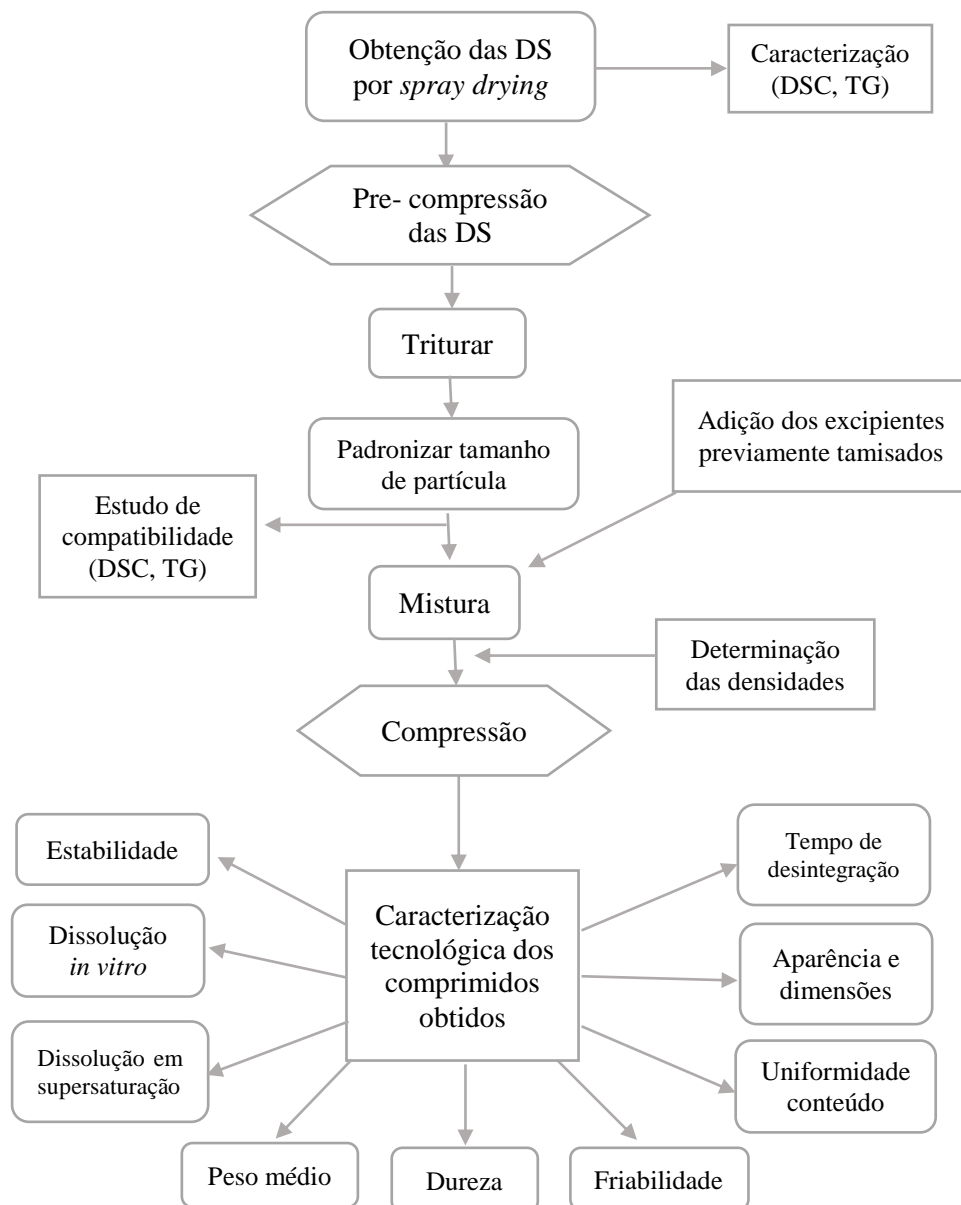 Obtenção das DS
por spray drying
Caracterização
(DSC, TG)
Pre- compressão
das DS
Triturar
Padronizar tamanho
de partícula
Adição dos excipientes
previamente tamisados
Estudo de
compatibilidade
(DSC, TG)
Mistura
Determinação
das densidades
Compressão
Caracterização
tecnológica dos
comprimidos
obtidos
Estabilidade
Dissolução
in vitro
Dissolução em
supersaturação
Peso médio
Dureza
Friabilidade
Tempo de
desintegração
Aparência e
dimensões
Uniformidade
conteúdo